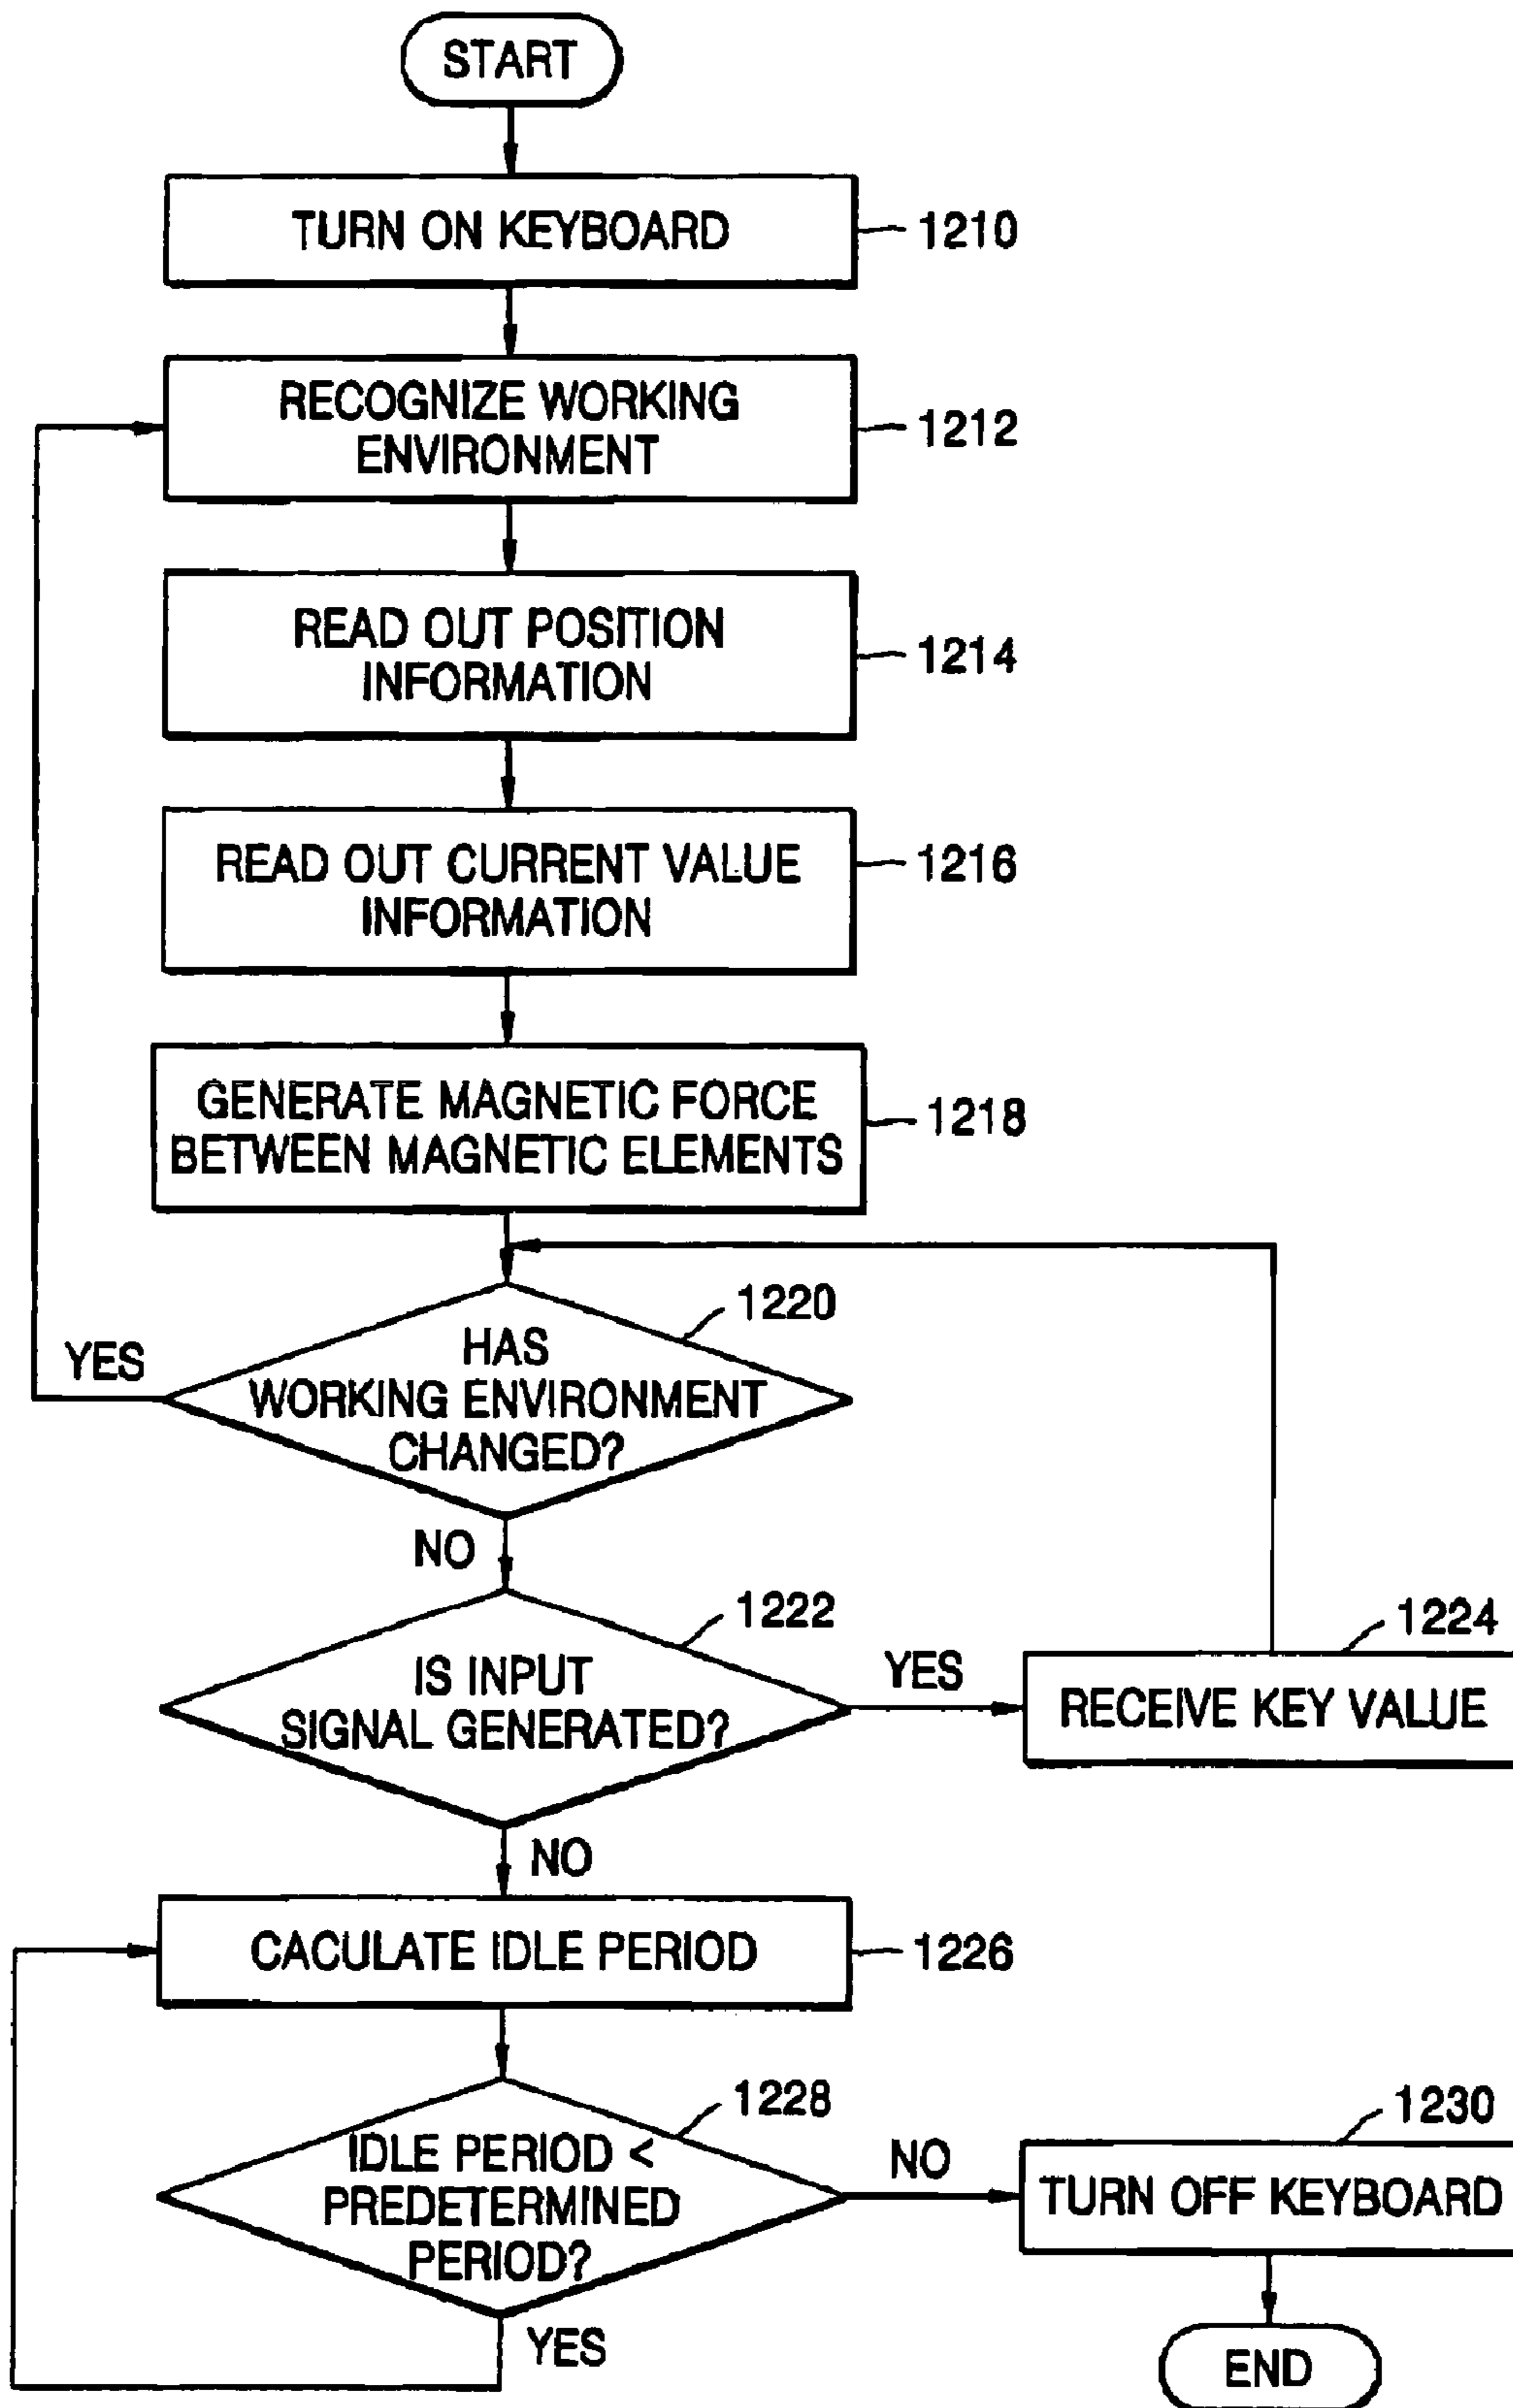 START
TURN ON KEYBOARD
1210
RECOGNIZE WORKING
ENVIRONMENT
1212
READ OUT POSITION
INFORMATION
1214
READ OUT CURRENT VALUE
INFORMATION
1216
GENERATE MAGNETIC FORCE
BETWEEN MAGNETIC ELEMENTS
1218
1220
HAS
WORKING ENVIRONMENT
CHANGED?
YES
NO
1222
IS INPUT
SIGNAL GENERATED?
YES
1224
RECEIVE KEY VALUE
NO
CACULATE IDLE PERIOD
1226
1228
IDLE PERIOD <
PREDETERMINED
PERIOD?
NO
1230
TURN OFF KEYBOARD
YES
END